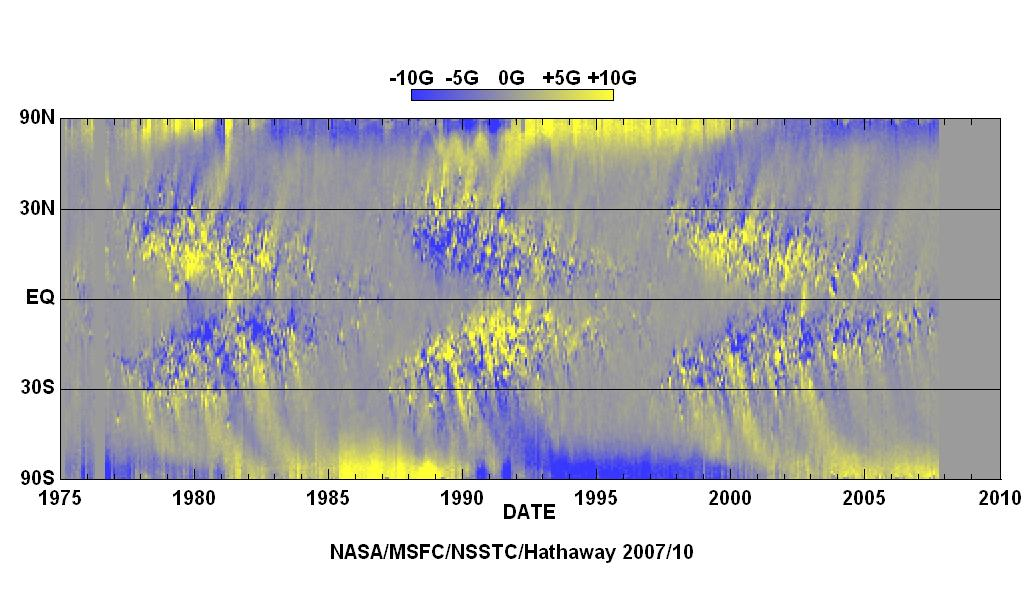 -10G -5G 0G +5G +10G
90N
30N
EQ
30S
90S
1975 1980 1985 1990 1995 2000 2005 2010
DATE
NASA/MSFC/NSSTC/Hathaway 2007/10